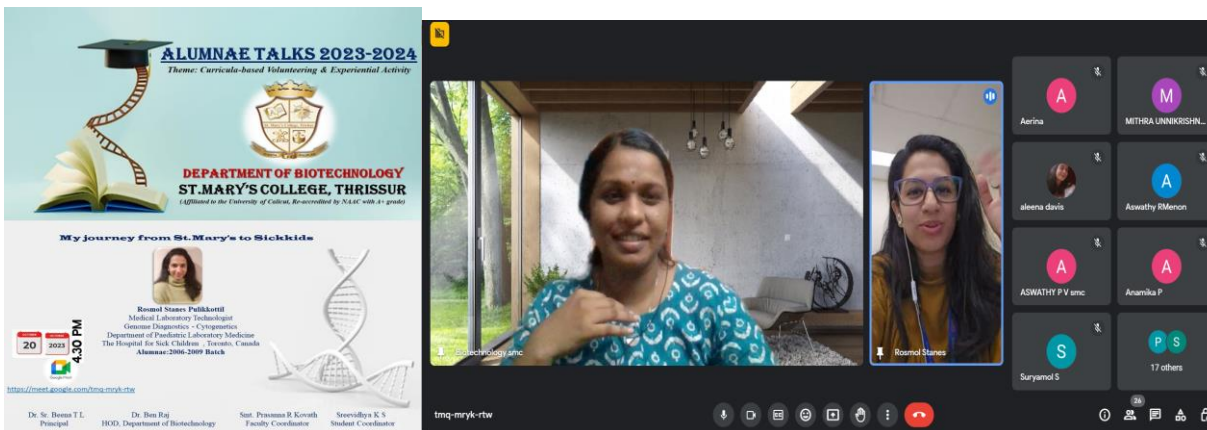 ALUMNAE TALKS 2023-2024
Theme: Curricula-based Volunteering & Experiential Activity
DEPARTMENT OF BIOTECHNOLOGY
ST.MARY'S COLLEGE, THRISSUR
(Affiliated to the University of Calicut, Re-accredited by NAAC with A+ grade)
My journey from St.Mary's to Sickkids
Rosmol Stanes Pulikkottil
Medical Laboratory Technologist
Genome Diagnostics - Cytogenetics
Department of Paediatric Laboratory Medicine
The Hospital for Sick Children , Toronto, Canada
Alumnae:2006-2009 Batch
20
2023
4.30 PM
https://meet.google.com/tmq-mryk-rtw
Dr. Sr. Beena T L
Principal
Dr. Ben Raj
HOD, Department of Biotechnology
Smt. Prasanna R Kovath
Faculty Coordinator
Sreevidhya K S
Student Coordinator
Biotechnology smc
Rosmol Stanes
A
Aerina
M
MITHRA UNNIKRISHN...
aleena davis
A
Aswathy RMenon
A
ASWATHY P V smc
A
Anamika P
S
Suryamol S
P S
17 others
tmq-mryk-rtw
26